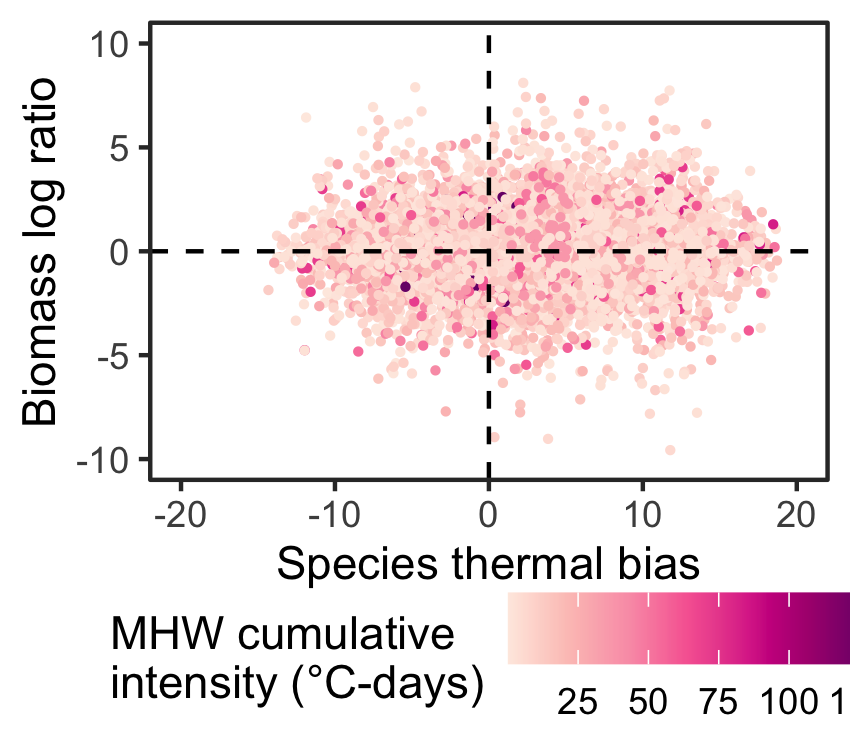 10
5
0
-5
-10
Biomass log ratio
-20 -10 0 10 20
Species thermal bias
MHW cumulative
intensity (°C-days)
25 50 75 100 1